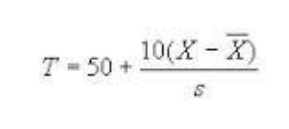 T = 50 + 10(X − X̄) / s